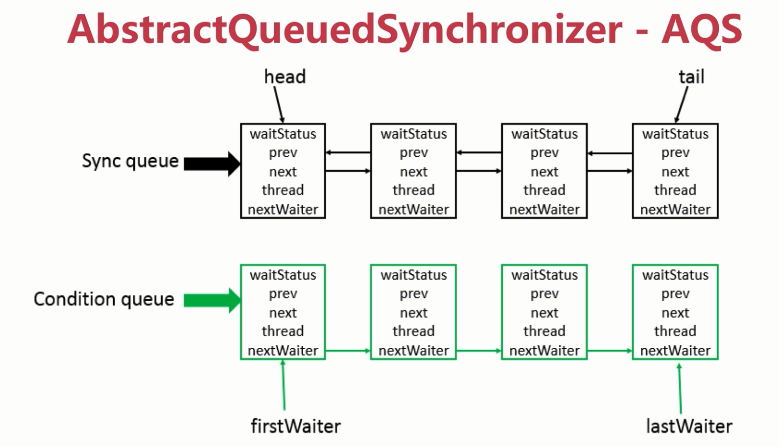 AbstractQueuedSynchronizer - AQS
head
tail
Sync queue
waitStatus
prev
next
thread
nextWaiter
waitStatus
prev
next
thread
nextWaiter
waitStatus
prev
next
thread
nextWaiter
waitStatus
prev
next
thread
nextWaiter
Condition queue
waitStatus
prev
next
thread
nextWaiter
waitStatus
prev
next
thread
nextWaiter
waitStatus
prev
next
thread
nextWaiter
waitStatus
prev
next
thread
nextWaiter
firstWaiter
lastWaiter